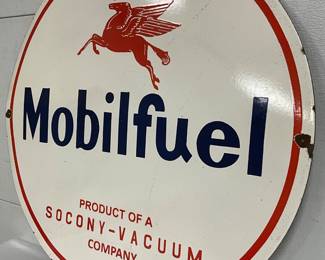 Mobilfuel
PRODUCT OF A
SOCONY-VACUUM
COMPANY